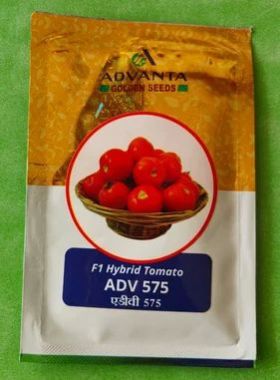 ADVANTA
GOLDEN SEEDS
F1 Hybrid Tomato
ADV 575
एडीवी 575